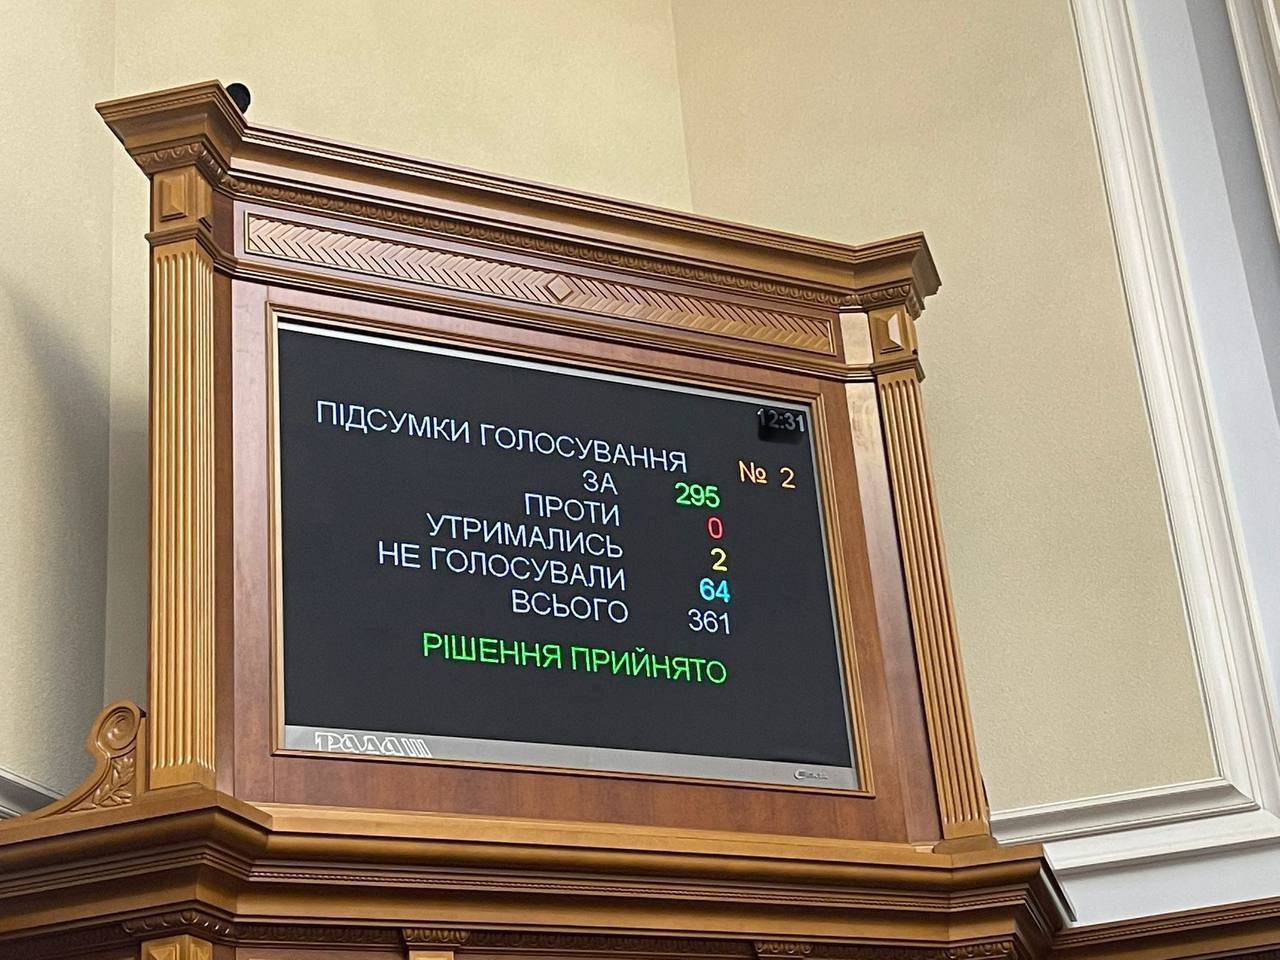 12:31
ПІДСУМКИ ГОЛОСУВАННЯ
№ 2
ЗА 295
ПРОТИ 0
УТРИМАЛИСЬ 2
НЕ ГОЛОСУВАЛИ 64
ВСЬОГО 361
РІШЕННЯ ПРИЙНЯТО
РАДА III